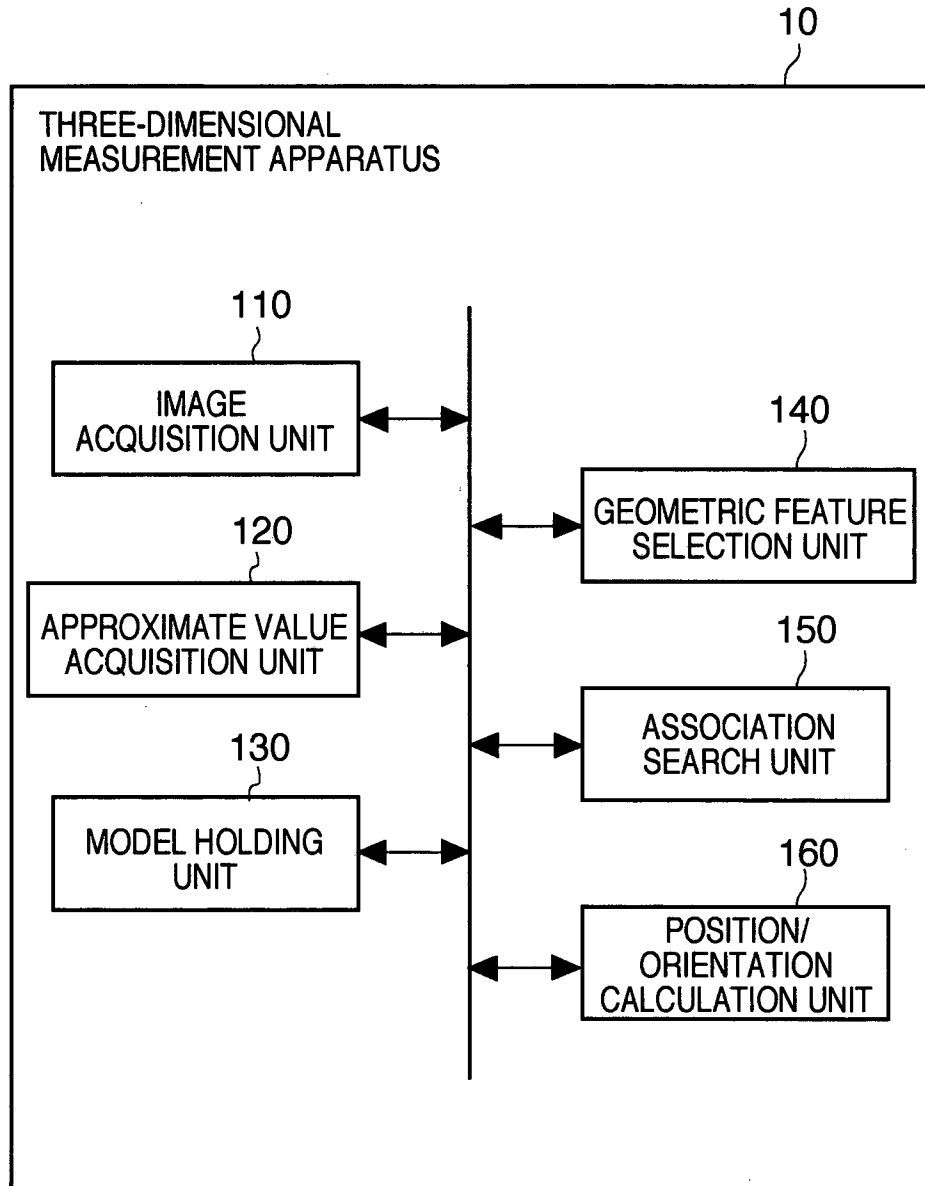 10
THREE-DIMENSIONAL
MEASUREMENT APPARATUS
110
IMAGE
ACQUISITION UNIT
120
APPROXIMATE VALUE
ACQUISITION UNIT
130
MODEL HOLDING
UNIT
140
GEOMETRIC FEATURE
SELECTION UNIT
150
ASSOCIATION
SEARCH UNIT
160
POSITION/
ORIENTATION
CALCULATION UNIT